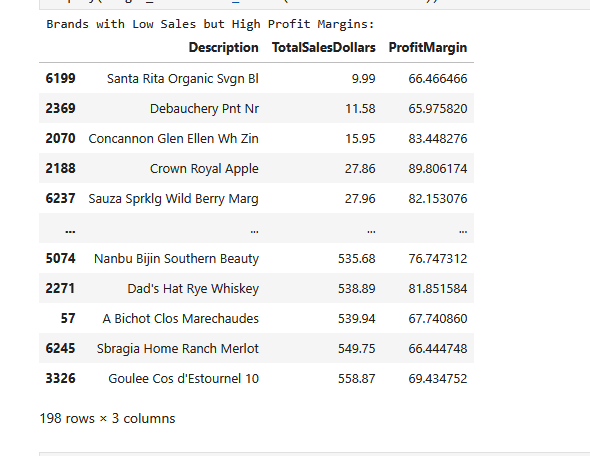 Brands with Low Sales but High Profit Margins:
Description TotalSalesDollars ProfitMargin
6199 Santa Rita Organic Svgn Bl 9.99 66.466466
2369 Debauchery Pnt Nr 11.58 65.975820
2070 Concannon Glen Ellen Wh Zin 15.95 83.448276
2188 Crown Royal Apple 27.86 89.806174
6237 Sauza Sprklg Wild Berry Marg 27.96 82.153076
... ... ... ...
5074 Nanbu Bijin Southern Beauty 535.68 76.747312
2271 Dad's Hat Rye Whiskey 538.89 81.851584
57 A Bichot Clos Marechaudes 539.94 67.740860
6245 Sbragia Home Ranch Merlot 549.75 66.444748
3326 Goulee Cos d'Estournel 10 558.87 69.434752
198 rows × 3 columns